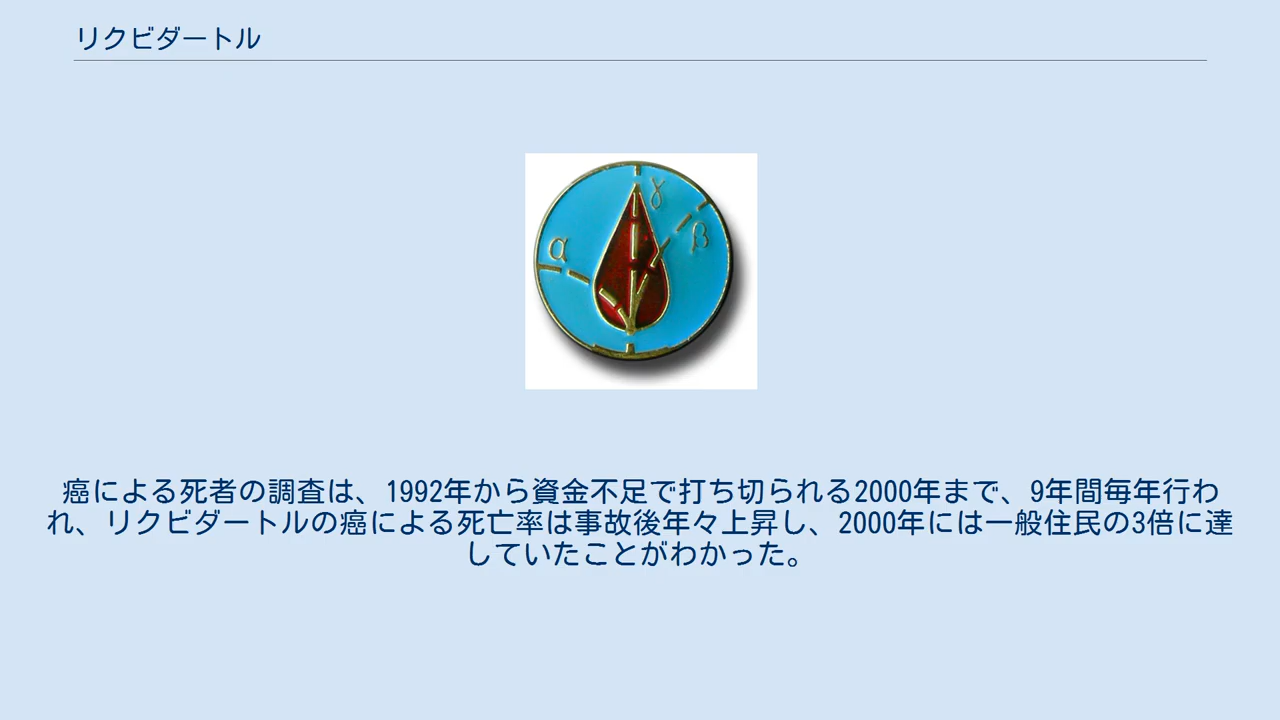 リクビダートル
γ
β
α
癌による死者の調査は、1992年から資金不足で打ち切られる2000年まで、9年間毎年行わ
れ、リクビダートルの癌による死亡率は事故後年々上昇し、2000年には一般住民の3倍に達
していたことがわかった。